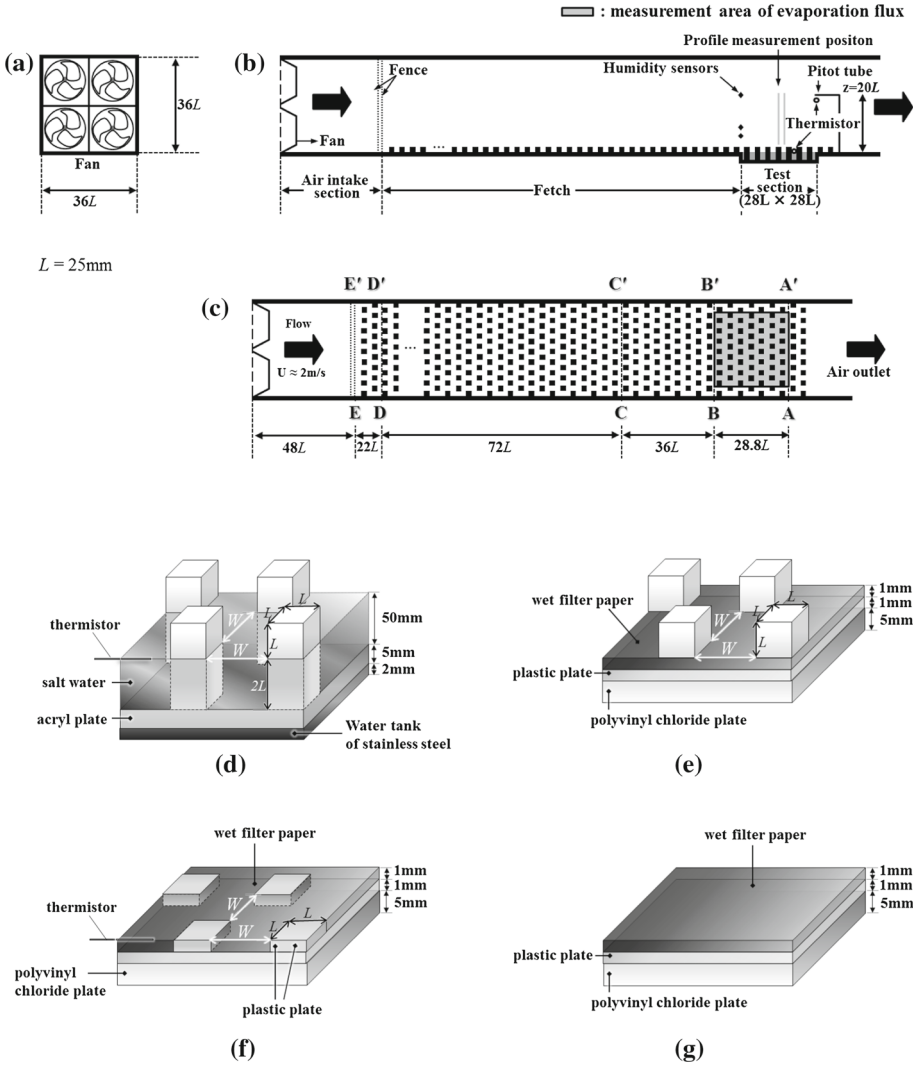 : measurement area of evaporation flux
(a)
36L
Fan
36L
L = 25mm
(b)
Profile measurement positon
Humidity sensors
Pitot tube
z=20L
Fence
Thermistor
Fan
Air intake
section
Fetch
Test
section
(28L × 28L)
(c)
E′ D′ C′ B′ A′
Flow
U ≈ 2m/s
...
Air outlet
E D C B A
48L 22L 72L 36L 28.8L
thermistor
salt water
acryl plate
W
W
L
L
L
2L
50mm
5mm
2mm
Water tank
of stainless steel
(d)
wet filter paper
plastic plate
polyvinyl chloride plate
W
W
L
L
L
1mm
1mm
5mm
(e)
wet filter paper
thermistor
W
W
L
L
1mm
1mm
5mm
polyvinyl
chloride plate
plastic plate
(f)
wet filter paper
1mm
1mm
5mm
plastic plate
polyvinyl chloride plate
(g)